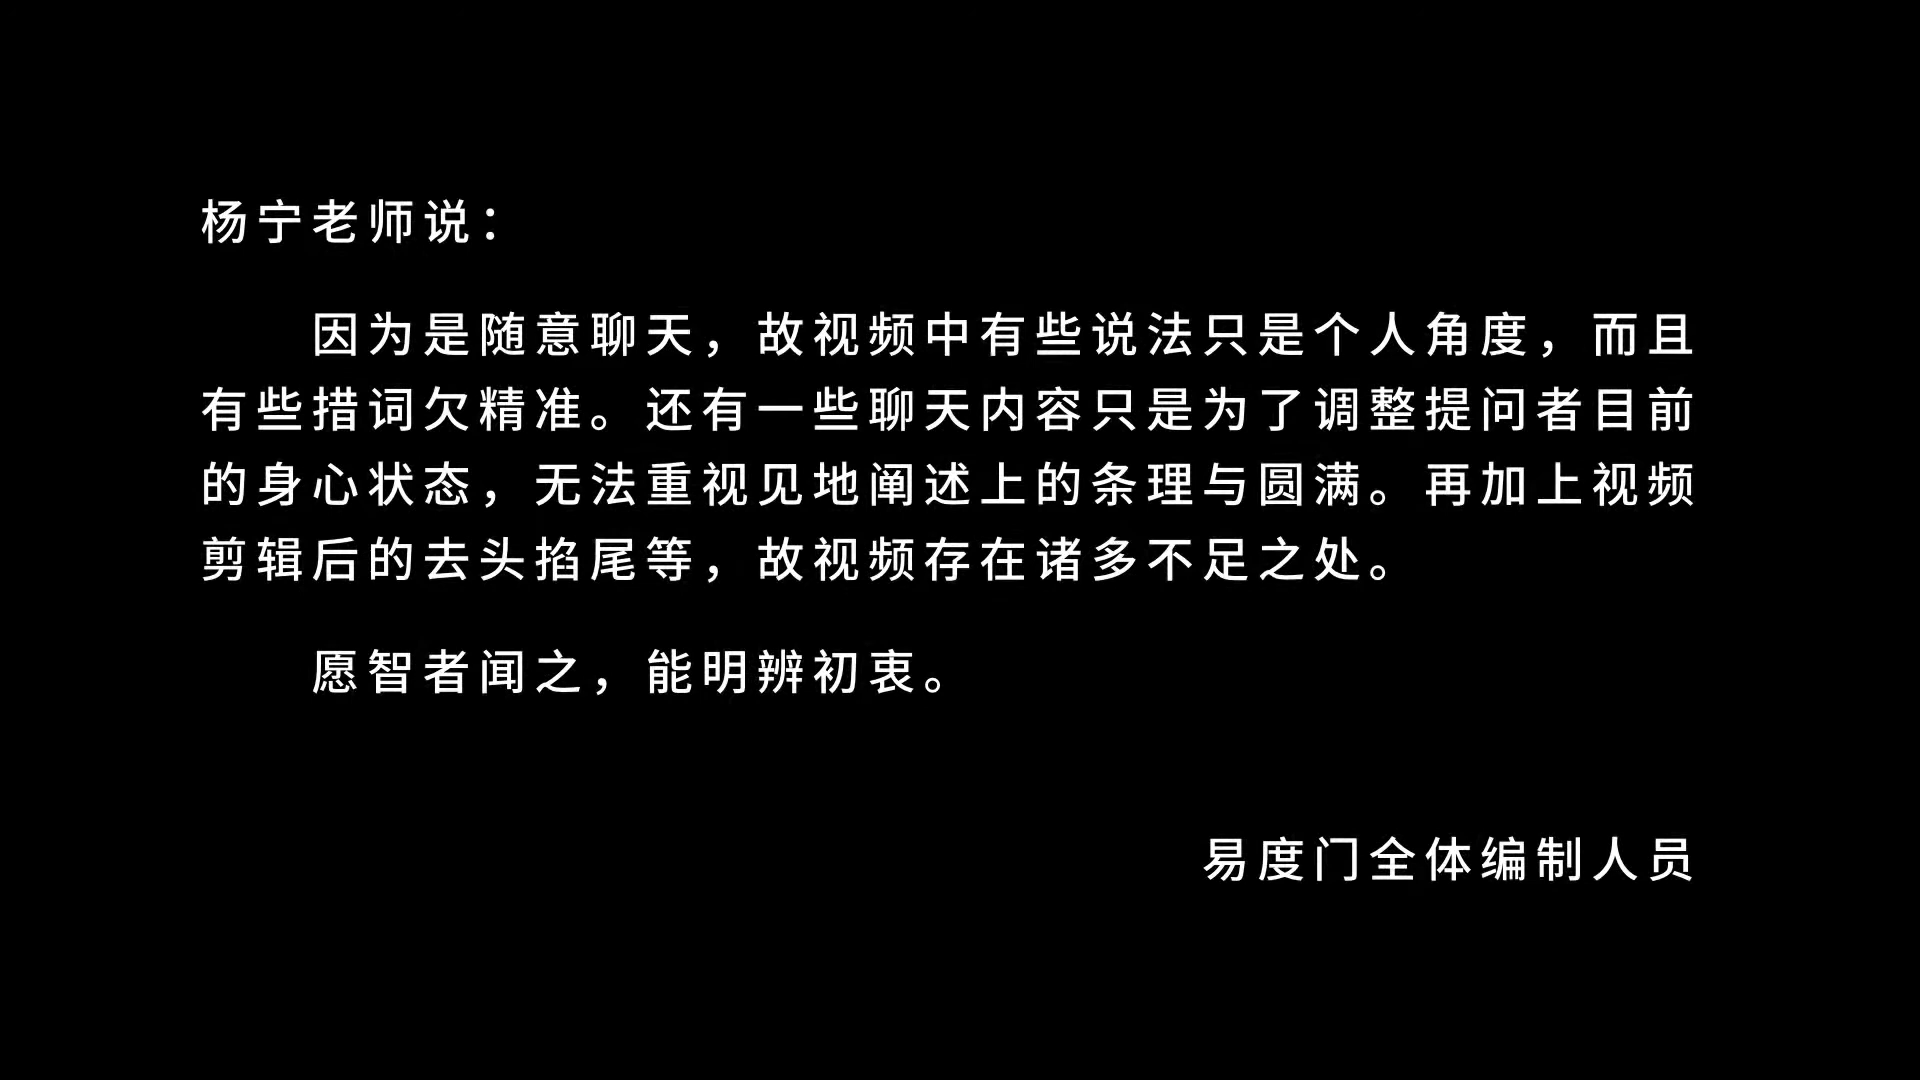 杨宁老师说：
因为是随意聊天，故视频中有些说法只是个人角度，而且
有些措词欠精准。还有一些聊天内容只是为了调整提问者目前
的身心状态，无法重视见地阐述上的条理与圆满。再加上视频
剪辑后的去头掐尾等，故视频存在诸多不足之处。
愿智者闻之，能明辨初衷。
易度门全体编制人员